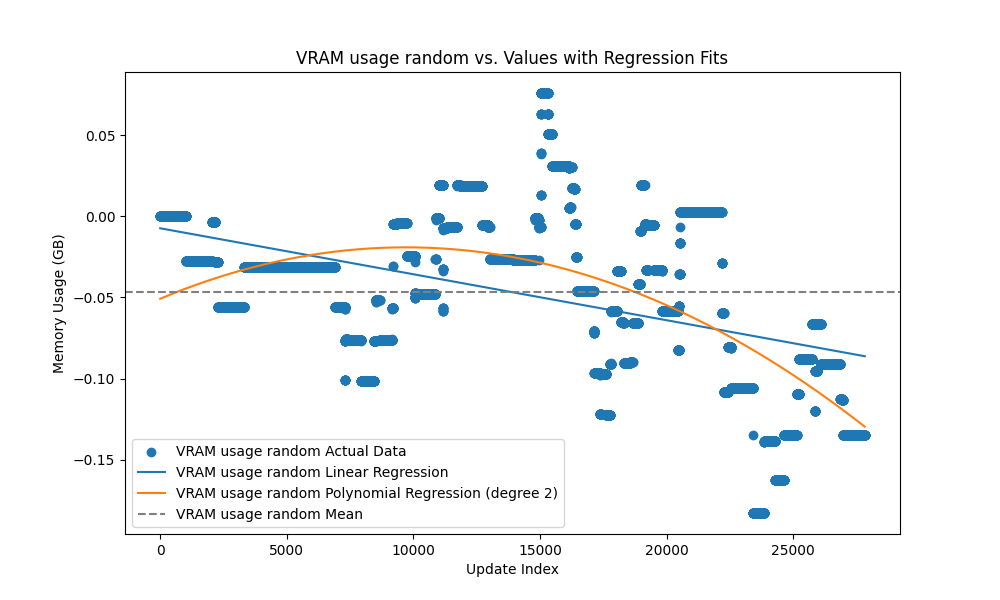 VRAM usage random vs. Values with Regression Fits
Memory Usage (GB)
0.05
0.00
−0.05
−0.10
−0.15
VRAM usage random Actual Data
VRAM usage random Linear Regression
VRAM usage random Polynomial Regression (degree 2)
VRAM usage random Mean
0 5000 10000 15000 20000 25000
Update Index